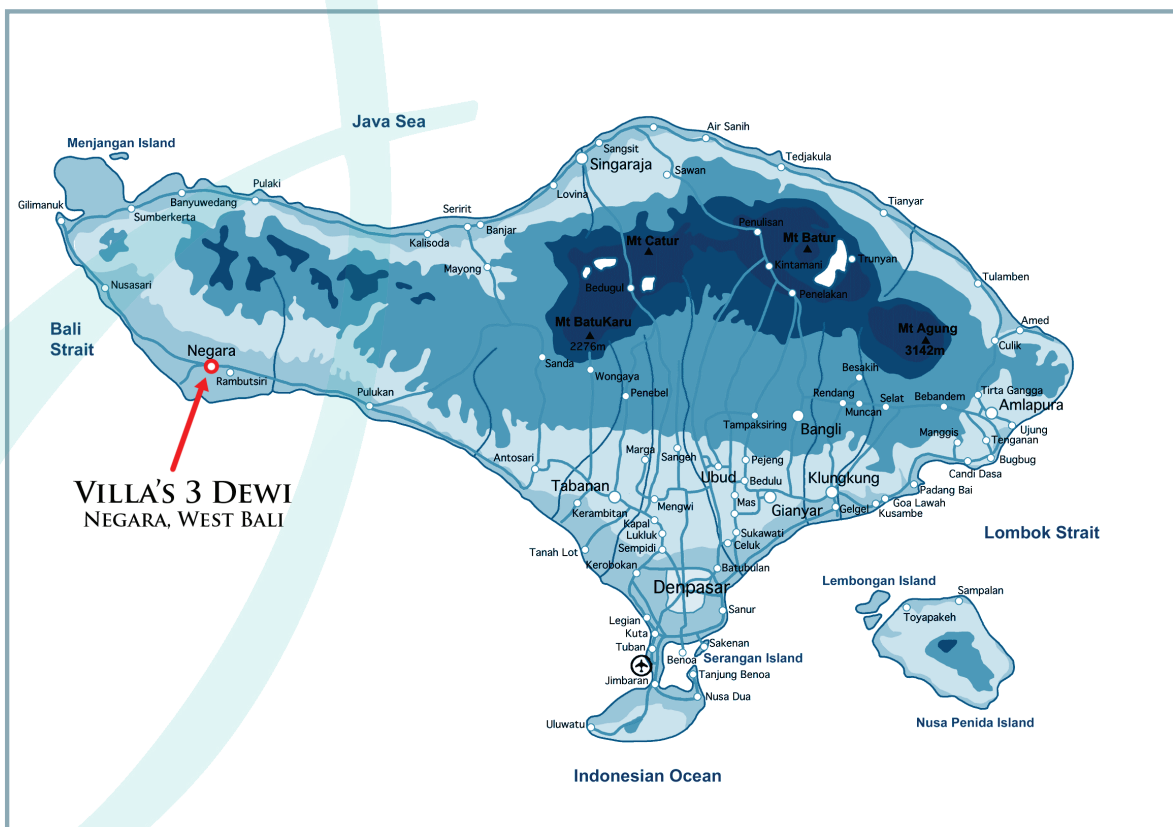 Java Sea
Menjangan Island
Air Sanih
Sangsit
Singaraja
Sawan
Tedjakula
Lovina
Pulaki
Banyuwedang
Gilimanuk
Sumberkerta
Seririt
Banjar
Kalisoda
Tianyar
Penulisan
Mt Catur
Mt Batur
Trunyan
Mayong
Kintamani
Bedugul
Penelakan
Tulamben
Nusasari
Bali
Strait
Mt BatuKaru
2276m
Mt Agung
3142m
Amed
Culik
Negara
Rambutsiri
Pulukan
Sanda
Wongaya
Penebel
Besakih
Rendang
Muncan
Selat
Bebandem
Tirta Gangga
Amlapura
Tampaksiring
Bangli
Manggis
Ujung
Tenganan
Bugbug
Candi Dasa
Antosari
Marga
Sangeh
Ubud
Pejeng
Bedulu
Klungkung
Padang Bai
Goa Lawah
Kusambe
Gelgel
VILLA'S 3 DEWI
NEGARA, WEST BALI
Tabanan
Kerambitan
Mengwi
Mas
Gianyar
Kapal
Lukluk
Sempidi
Sukawati
Celuk
Tanah Lot
Kerobokan
Batubulan
Lombok Strait
Denpasar
Sanur
Lembongan Island
Sampalan
Toyapakeh
Legian
Kuta
Tuban
Sakenan
Benoa
Serangan Island
Jimbaran
Tanjung Benoa
Nusa Dua
Uluwatu
Nusa Penida Island
Indonesian Ocean